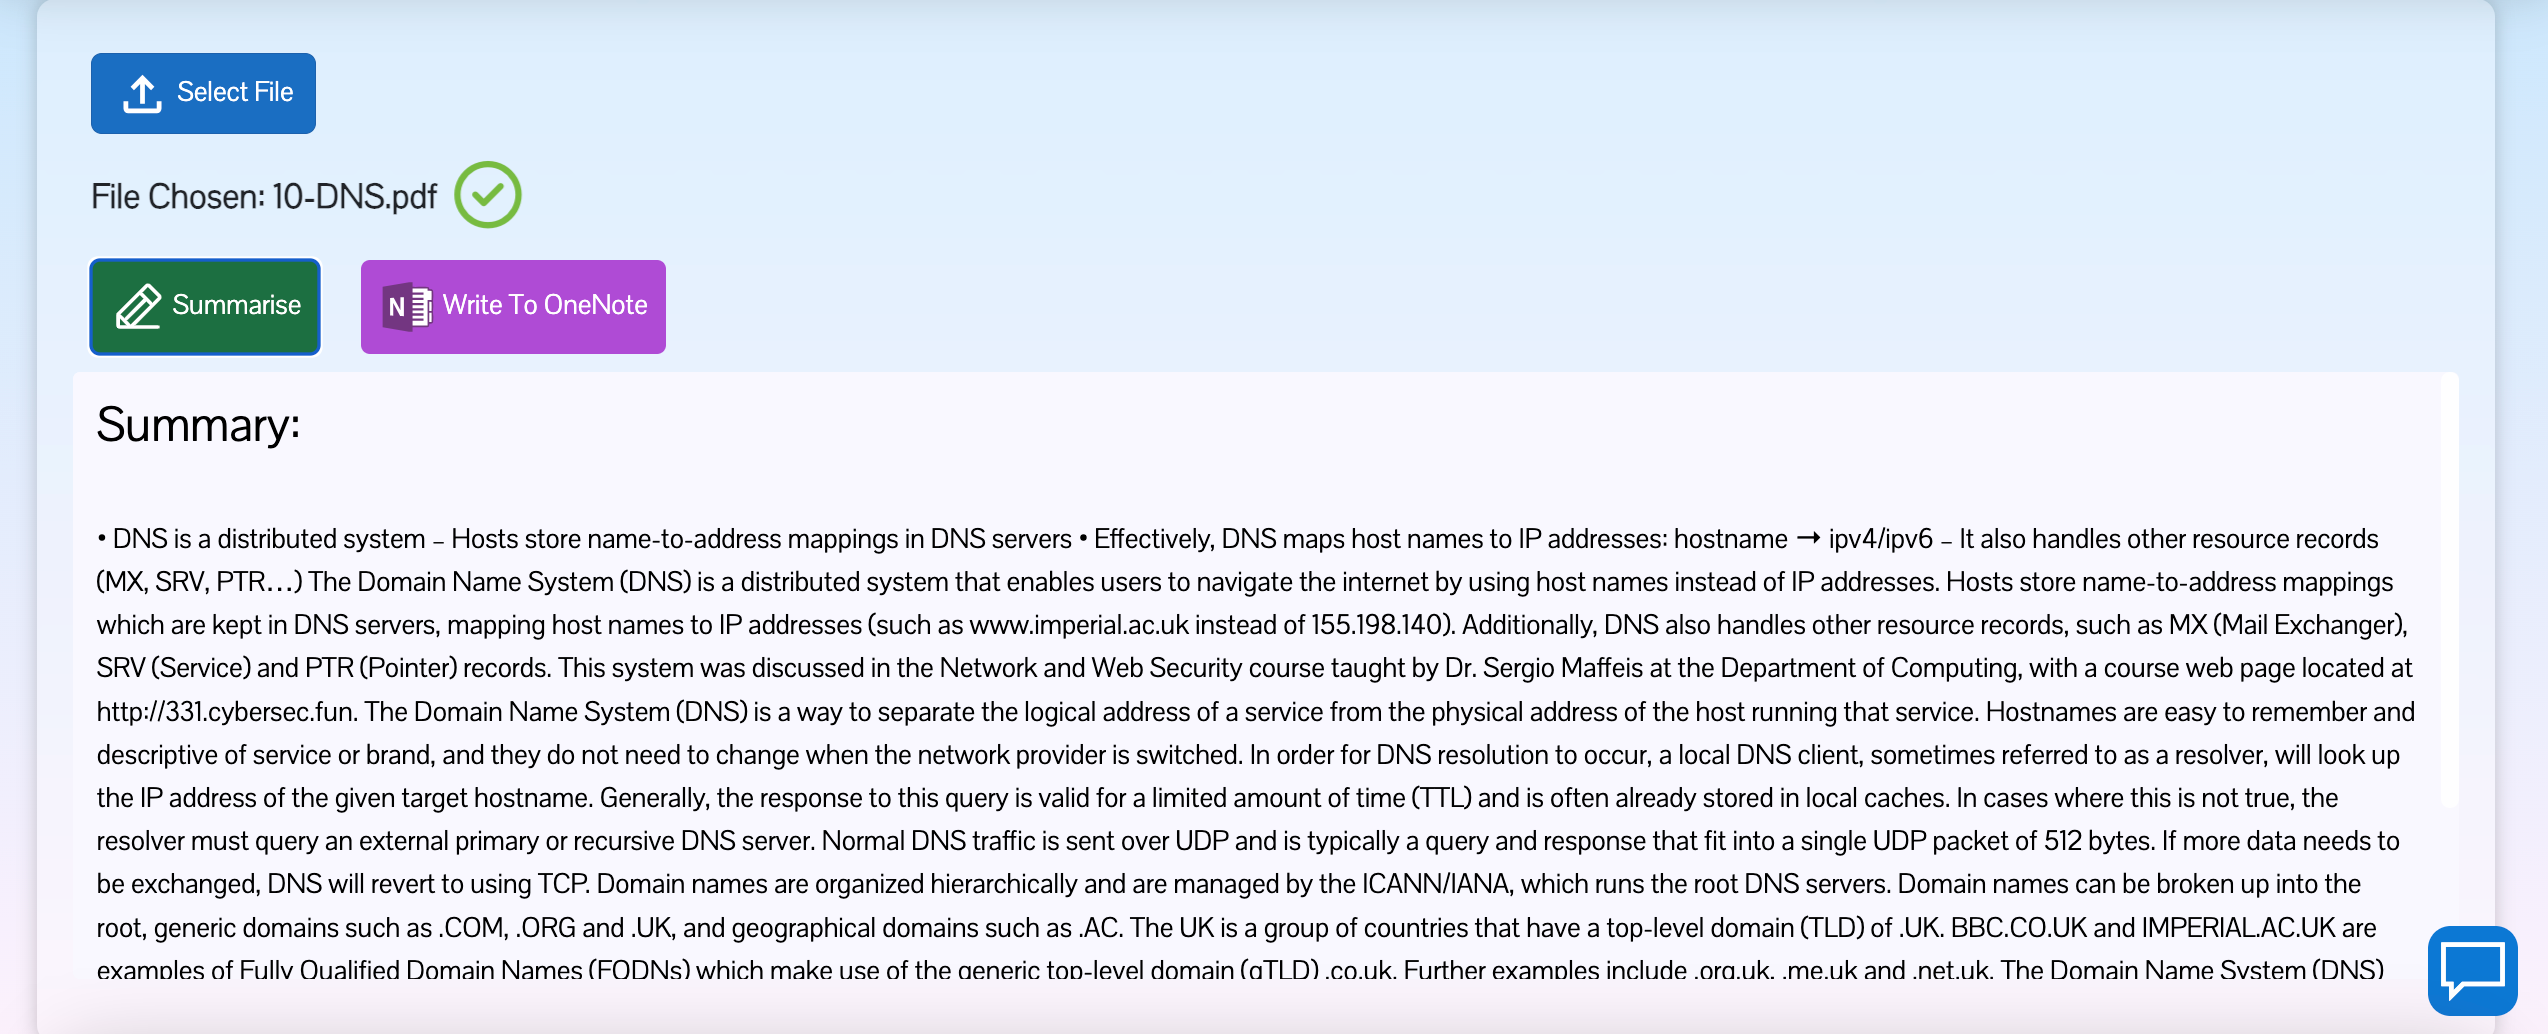 Select File
File Chosen: 10-DNS.pdf
Summarise
N Write To OneNote
Summary:
• DNS is a distributed system – Hosts store name-to-address mappings in DNS servers • Effectively, DNS maps host names to IP addresses: hostname → ipv4/ipv6 – It also handles other resource records
(MX, SRV, PTR…) The Domain Name System (DNS) is a distributed system that enables users to navigate the internet by using host names instead of IP addresses. Hosts store name-to-address mappings
which are kept in DNS servers, mapping host names to IP addresses (such as www.imperial.ac.uk instead of 155.198.140). Additionally, DNS also handles other resource records, such as MX (Mail Exchanger),
SRV (Service) and PTR (Pointer) records. This system was discussed in the Network and Web Security course taught by Dr. Sergio Maffeis at the Department of Computing, with a course web page located at
http://331.cybersec.fun. The Domain Name System (DNS) is a way to separate the logical address of a service from the physical address of the host running that service. Hostnames are easy to remember and
descriptive of service or brand, and they do not need to change when the network provider is switched. In order for DNS resolution to occur, a local DNS client, sometimes referred to as a resolver, will look up
the IP address of the given target hostname. Generally, the response to this query is valid for a limited amount of time (TTL) and is often already stored in local caches. In cases where this is not true, the
resolver must query an external primary or recursive DNS server. Normal DNS traffic is sent over UDP and is typically a query and response that fit into a single UDP packet of 512 bytes. If more data needs to
be exchanged, DNS will revert to using TCP. Domain names are organized hierarchically and are managed by the ICANN/IANA, which runs the root DNS servers. Domain names can be broken up into the
root, generic domains such as .COM, .ORG and .UK, and geographical domains such as .AC. The UK is a group of countries that have a top-level domain (TLD) of .UK. BBC.CO.UK and IMPERIAL.AC.UK are
examples of Fully Qualified Domain Names (FQDNs) which make use of the generic top-level domain (gTLD) .co.uk. Further examples include .org.uk, .me.uk and .net.uk. The Domain Name System (DNS)